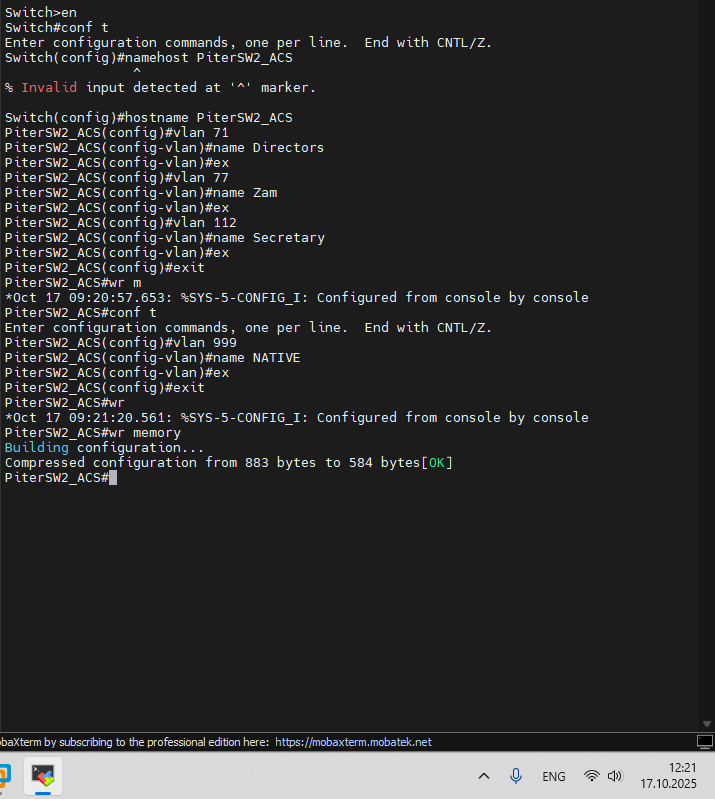 Switch>en
Switch#conf t
Enter configuration commands, one per line.  End with CNTL/Z.
Switch(config)#namehost PiterSW2_ACS
                ^
% Invalid input detected at '^' marker.

Switch(config)#hostname PiterSW2_ACS
PiterSW2_ACS(config)#vlan 71
PiterSW2_ACS(config-vlan)#name Directors
PiterSW2_ACS(config-vlan)#ex
PiterSW2_ACS(config)#vlan 77
PiterSW2_ACS(config-vlan)#name Zam
PiterSW2_ACS(config-vlan)#ex
PiterSW2_ACS(config)#vlan 112
PiterSW2_ACS(config-vlan)#name Secretary
PiterSW2_ACS(config-vlan)#ex
PiterSW2_ACS(config)#exit
PiterSW2_ACS#wr m
*Oct 17 09:20:57.653: %SYS-5-CONFIG_I: Configured from console by console
PiterSW2_ACS#conf t
Enter configuration commands, one per line.  End with CNTL/Z.
PiterSW2_ACS(config)#vlan 999
PiterSW2_ACS(config-vlan)#name NATIVE
PiterSW2_ACS(config-vlan)#ex
PiterSW2_ACS(config)#exit
PiterSW2_ACS#wr
*Oct 17 09:21:20.561: %SYS-5-CONFIG_I: Configured from console by console
PiterSW2_ACS#wr memory
Building configuration...
Compressed configuration from 883 bytes to 584 bytes[OK]
PiterSW2_ACS#
obaXterm by subscribing to the professional edition here: https://mobaxterm.mobatek.net
ENG
12:21
17.10.2025